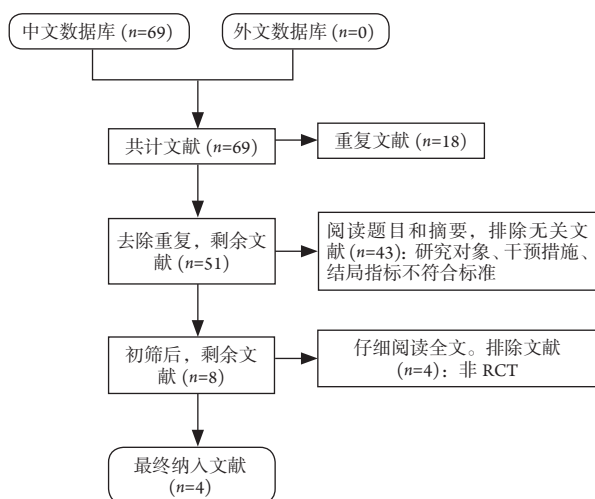 中文数据库 (n=69)
外文数据库 (n=0)
共计文献 (n=69)
重复文献 (n=18)
去除重复，剩余文
献 (n=51)
阅读题目和摘要，排除无关文
献 (n=43)：研究对象、干预措施、
结局指标不符合标准
初筛后，剩余文
献 (n=8)
仔细阅读全文。排除文献
(n=4)：非 RCT
最终纳入文献
(n=4)